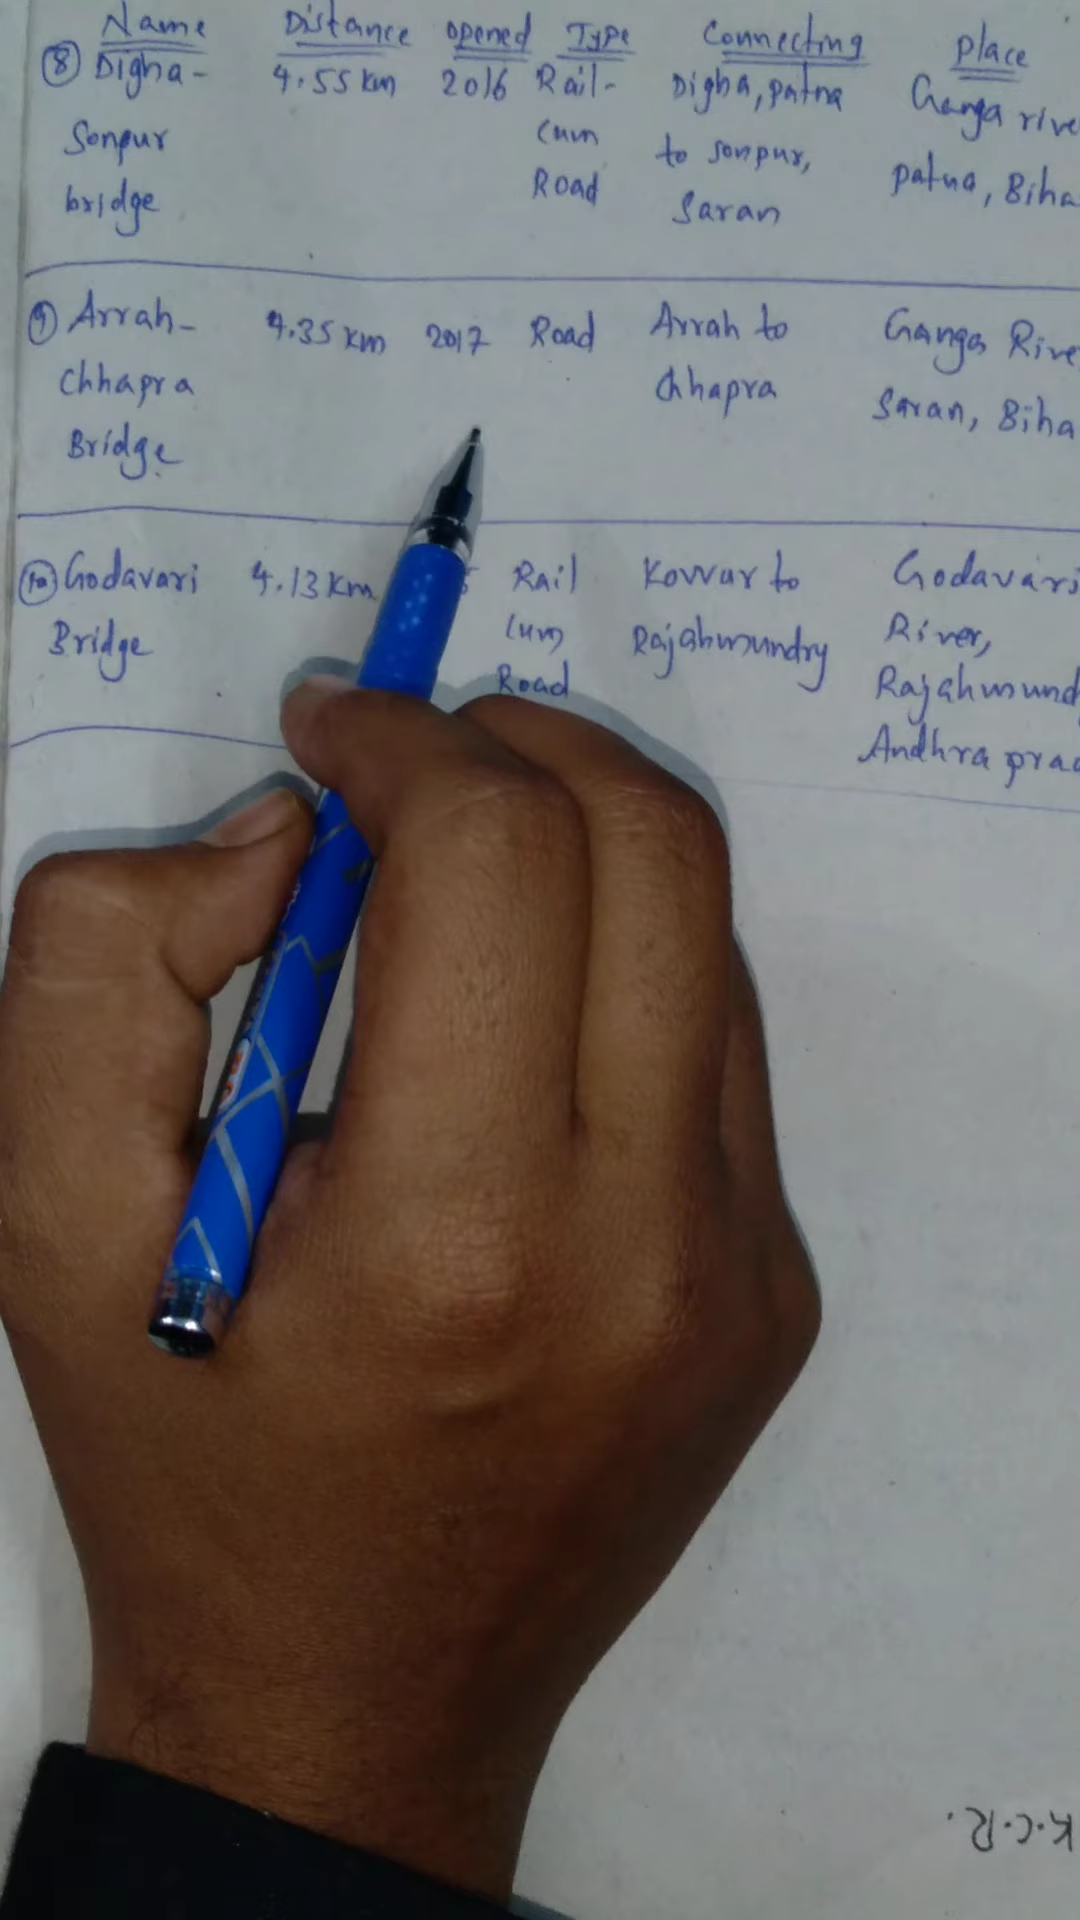 Name Distance opened Type Connecting place
⑧ Digha- 4.55 km 2016 Rail- Digha, patna Ganga rive
Sonpur cum to sonpur, patna, Biha
bridge Road Saran
⑨ Arrah- 4.35 km 2017 Road Arrah to Ganga Rive
Chhapra Chhapra Saran, Biha
Bridge
⑩ Godavari 4.13 km Rail Kovvur to Godavari
Bridge cum Rajahmundry River,
Road Rajahmund
Andhra prad
K.C.R.